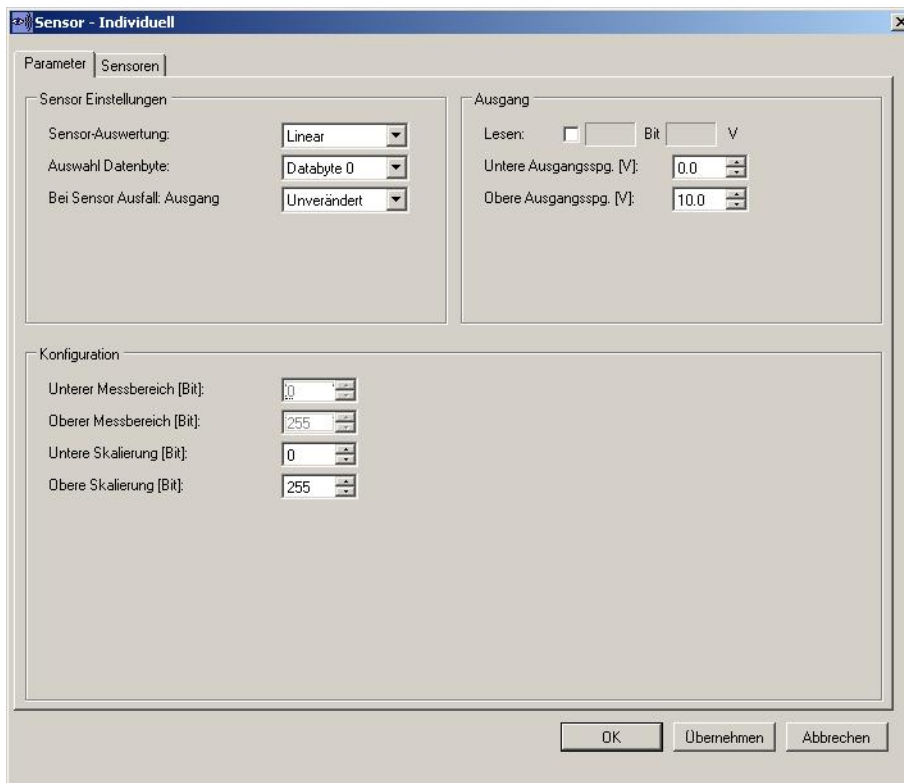 Sensor - Individuell
Parameter
Sensoren
Sensor Einstellungen
Sensor-Auswertung: Linear
Auswahl Datenbyte: Databyte 0
Bei Sensor Ausfall: Ausgang Unverändert
Ausgang
Lesen: Bit V
Untere Ausgangsspg. [V]: 0.0
Obere Ausgangsspg. [V]: 10.0
Konfiguration
Unterer Messbereich [Bit]: 0
Oberer Messbereich [Bit]: 255
Untere Skalierung [Bit]: 0
Obere Skalierung [Bit]: 255
OK Übernehmen Abbrechen